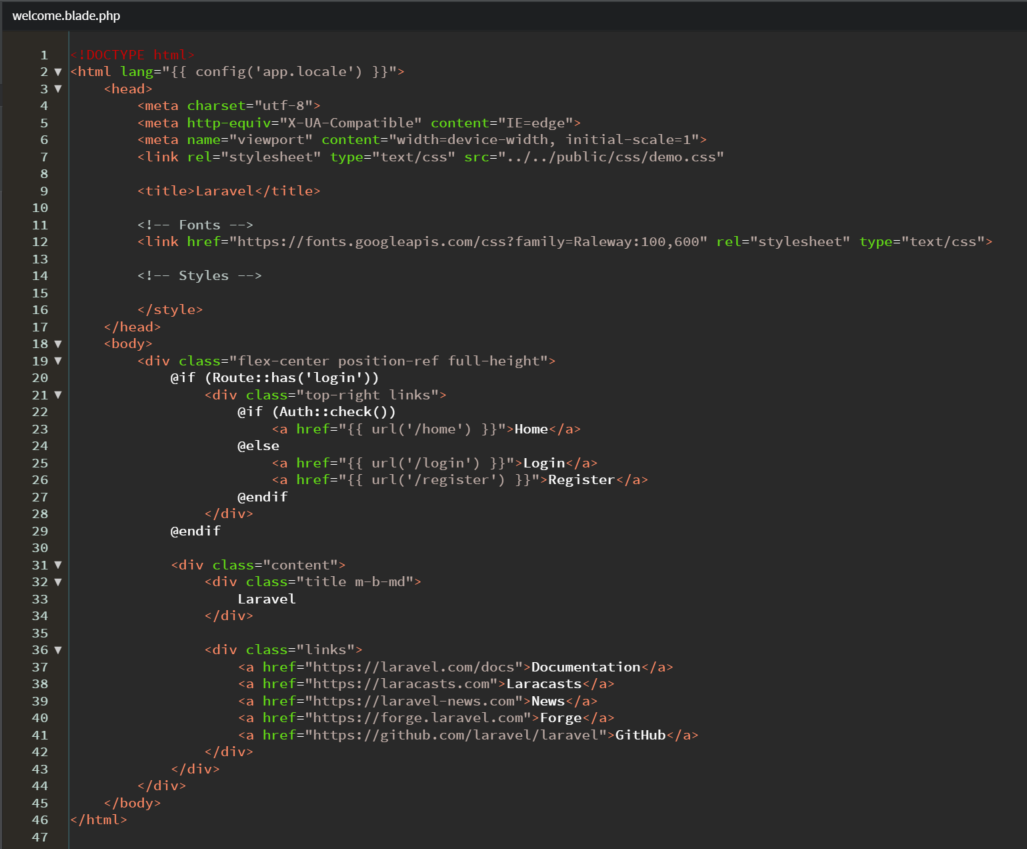 welcome.blade.php
1 <!DOCTYPE html>
2 ▼ <html lang="{{ config('app.locale') }}">
3 ▼     <head>
4         <meta charset="utf-8">
5         <meta http-equiv="X-UA-Compatible" content="IE=edge">
6         <meta name="viewport" content="width=device-width, initial-scale=1">
7         <link rel="stylesheet" type="text/css" src="../../public/css/demo.css"
8
9         <title>Laravel</title>
10
11         <!-- Fonts -->
12         <link href="https://fonts.googleapis.com/css?family=Raleway:100,600" rel="stylesheet" type="text/css">
13
14         <!-- Styles -->
15
16         </style>
17     </head>
18 ▼     <body>
19 ▼         <div class="flex-center position-ref full-height">
20             @if (Route::has('login'))
21 ▼                 <div class="top-right links">
22                     @if (Auth::check())
23                         <a href="{{ url('/home') }}">Home</a>
24                     @else
25                         <a href="{{ url('/login') }}">Login</a>
26                         <a href="{{ url('/register') }}">Register</a>
27                     @endif
28                 </div>
29             @endif
30
31 ▼             <div class="content">
32 ▼                 <div class="title m-b-md">
33                     Laravel
34                 </div>
35
36 ▼                 <div class="links">
37                     <a href="https://laravel.com/docs">Documentation</a>
38                     <a href="https://laracasts.com">Laracasts</a>
39                     <a href="https://laravel-news.com">News</a>
40                     <a href="https://forge.laravel.com">Forge</a>
41                     <a href="https://github.com/laravel/laravel">GitHub</a>
42                 </div>
43             </div>
44         </div>
45     </body>
46 </html>
47